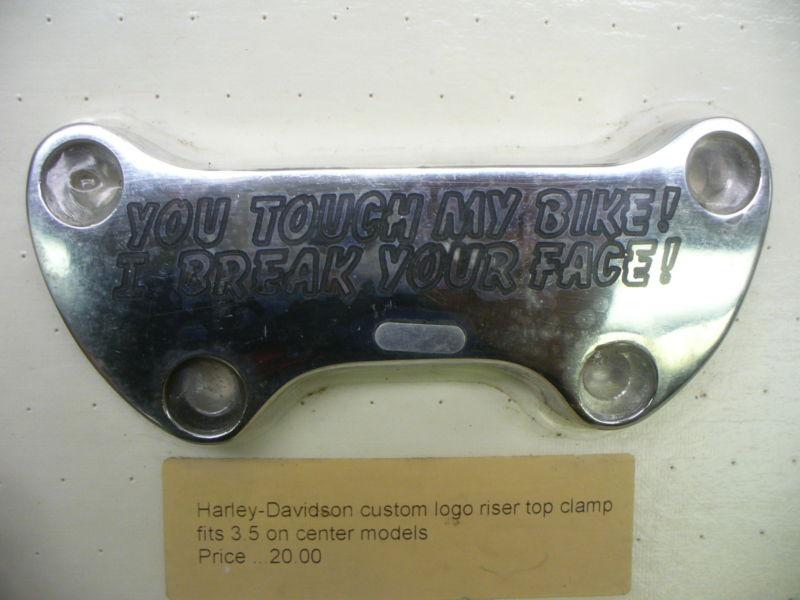 YOU TOUCH MY BIKE!
I BREAK YOUR FACE!
Harley-Davidson custom logo riser top clamp
fits 3.5 on center models
Price ...20.00